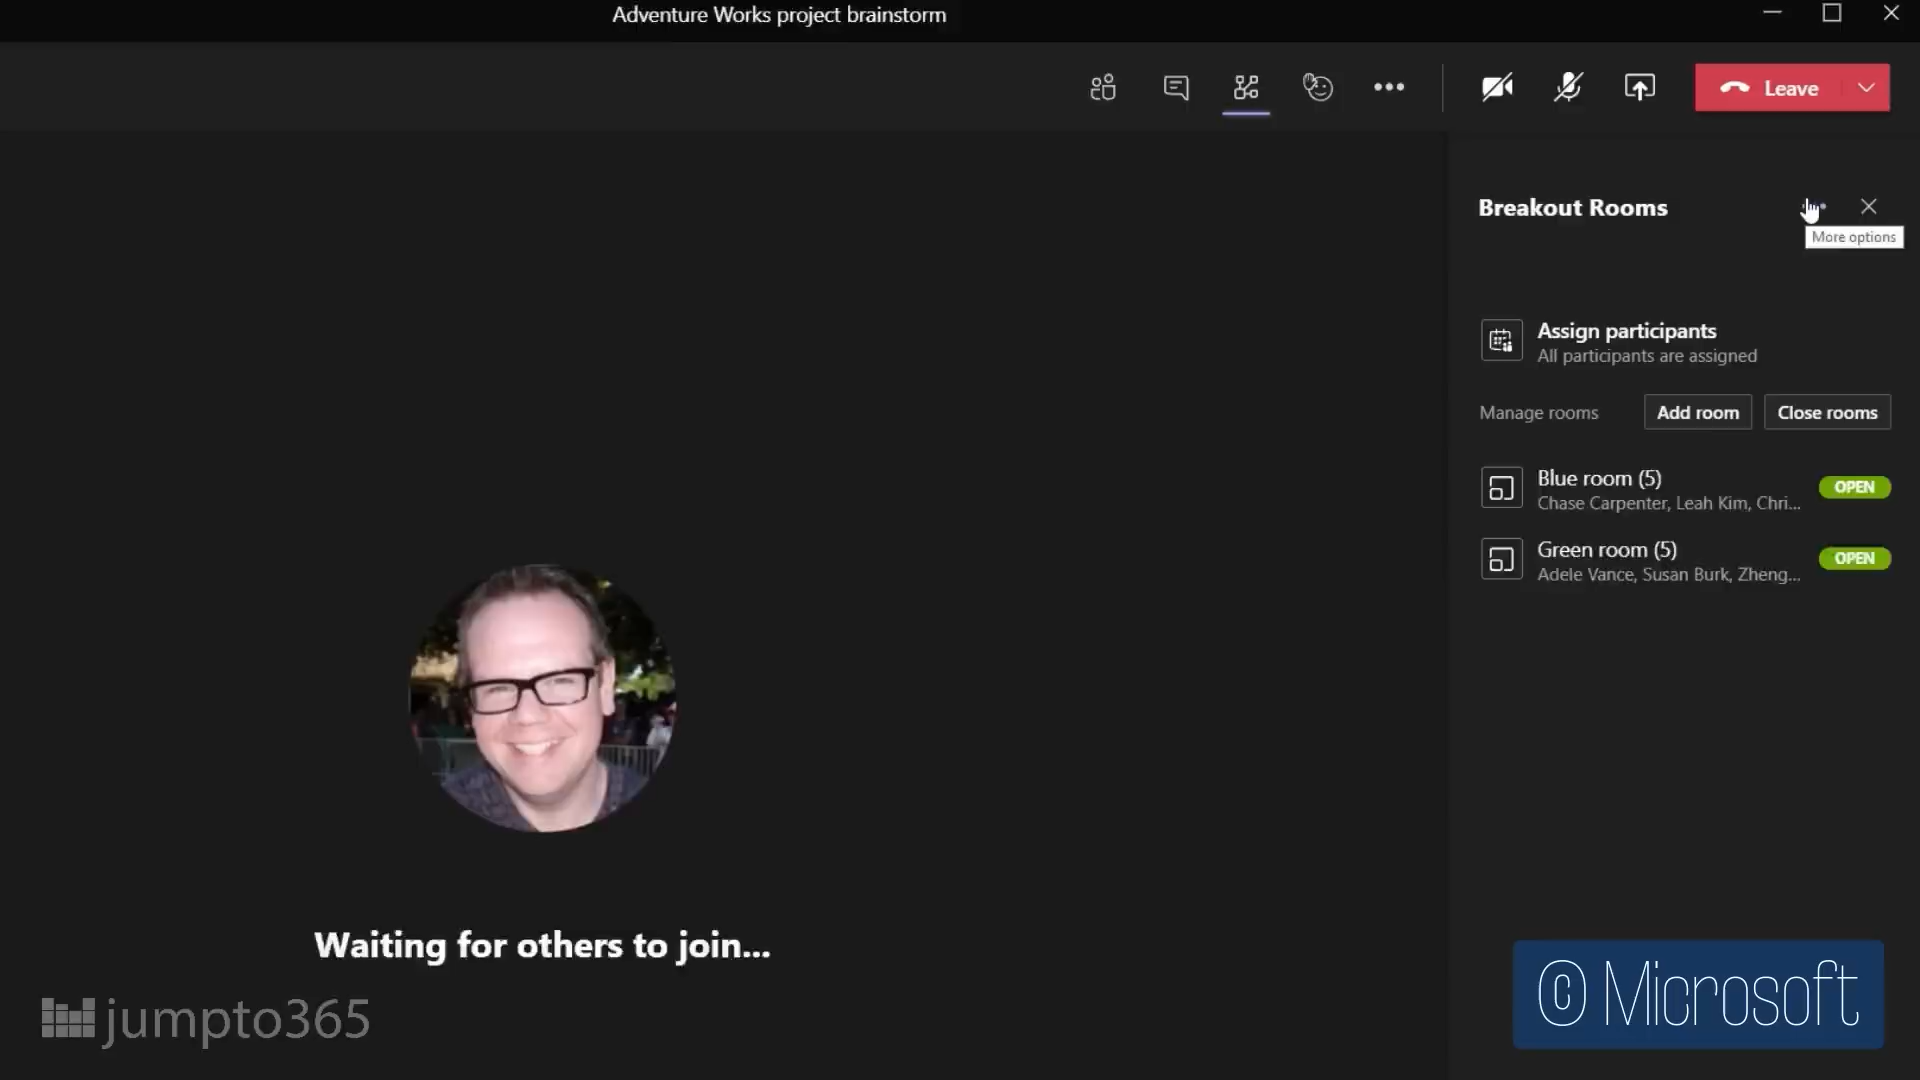 Adventure Works project brainstorm
Leave
Breakout Rooms
More options
Assign participants
All participants are assigned
Manage rooms
Add room
Close rooms
Blue room (5)
OPEN
Chase Carpenter, Leah Kim, Chri...
Green room (5)
OPEN
Adele Vance, Susan Burk, Zheng...
Waiting for others to join...
jumpto365
© Microsoft